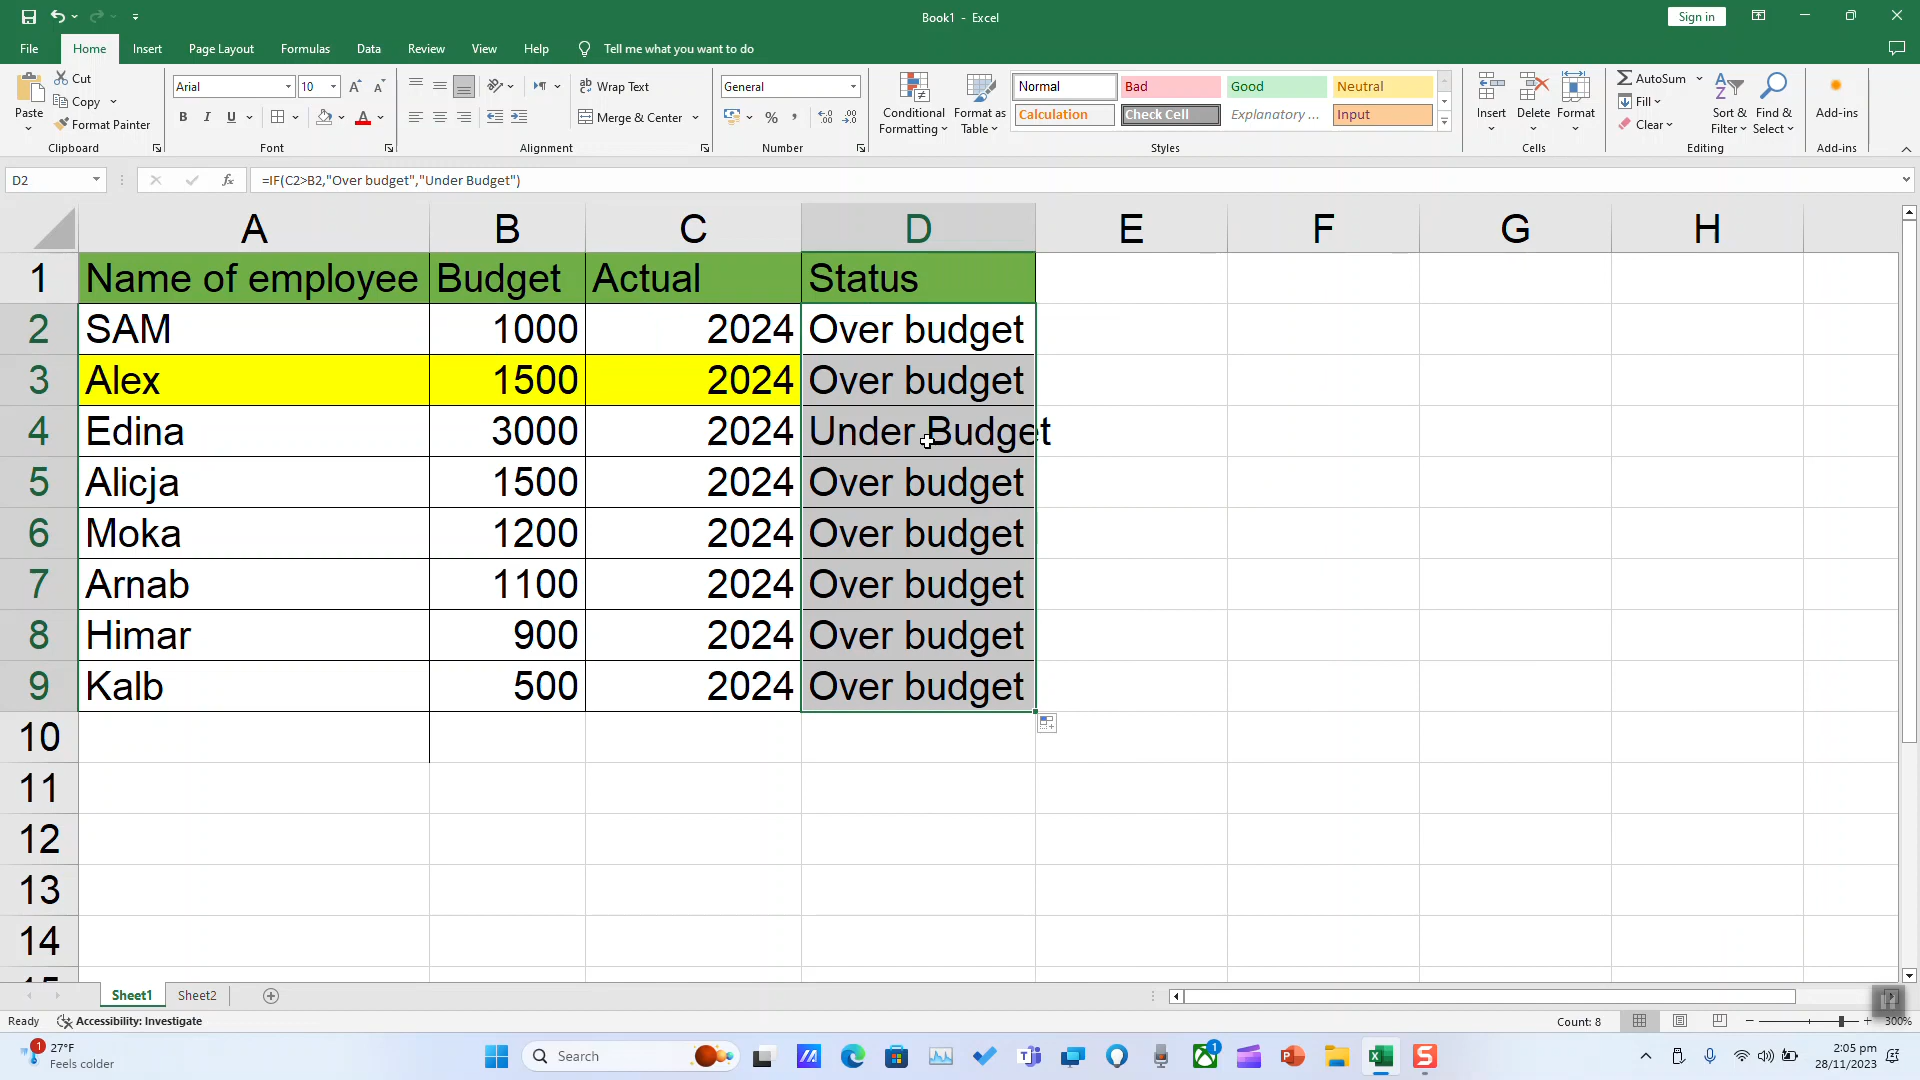 Book1 - Excel
Sign in
File Home Insert Page Layout Formulas Data Review View Help Tell me what you want to do
Paste
Cut
Copy
Format Painter
Clipboard
Arial 10
Font
Wrap Text
Merge & Center
Alignment
General
Number
Conditional Formatting
Format as Table
Normal Bad Good Neutral
Calculation Check Cell Explanatory ... Input
Styles
Insert Delete Format
Cells
AutoSum
Fill
Clear
Sort & Filter
Find & Select
Editing
Add-ins
Add-ins
D2 fx =IF(C2>B2,"Over budget","Under Budget")
A B C D E F G H
1 Name of employee Budget Actual Status
2 SAM 1000 2024 Over budget
3 Alex 1500 2024 Over budget
4 Edina 3000 2024 Under Budget
5 Alicja 1500 2024 Over budget
6 Moka 1200 2024 Over budget
7 Arnab 1100 2024 Over budget
8 Himar 900 2024 Over budget
9 Kalb 500 2024 Over budget
10
11
12
13
14
Sheet1 Sheet2
Ready Accessibility: Investigate Count: 8 300%
1 27°F
Feels colder
Search
1
2:05 pm
28/11/2023